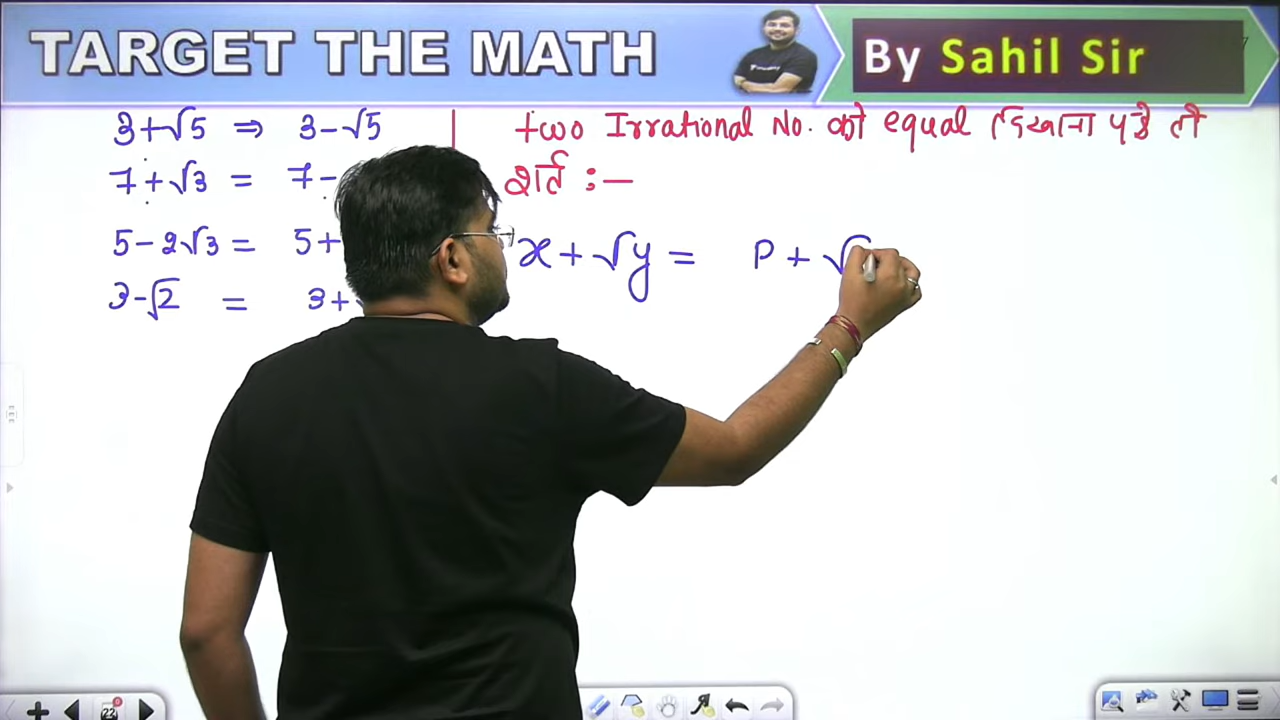 TARGET THE MATH
By Sahil Sir
3+√5 ⇒ 3-√5
7+√3 = 7-
5-2√3 = 5+
3-√2 = 3+
two Irrational No. को equal दिखाना पड़े तो
शर्त :-
x+√y = P+√
22